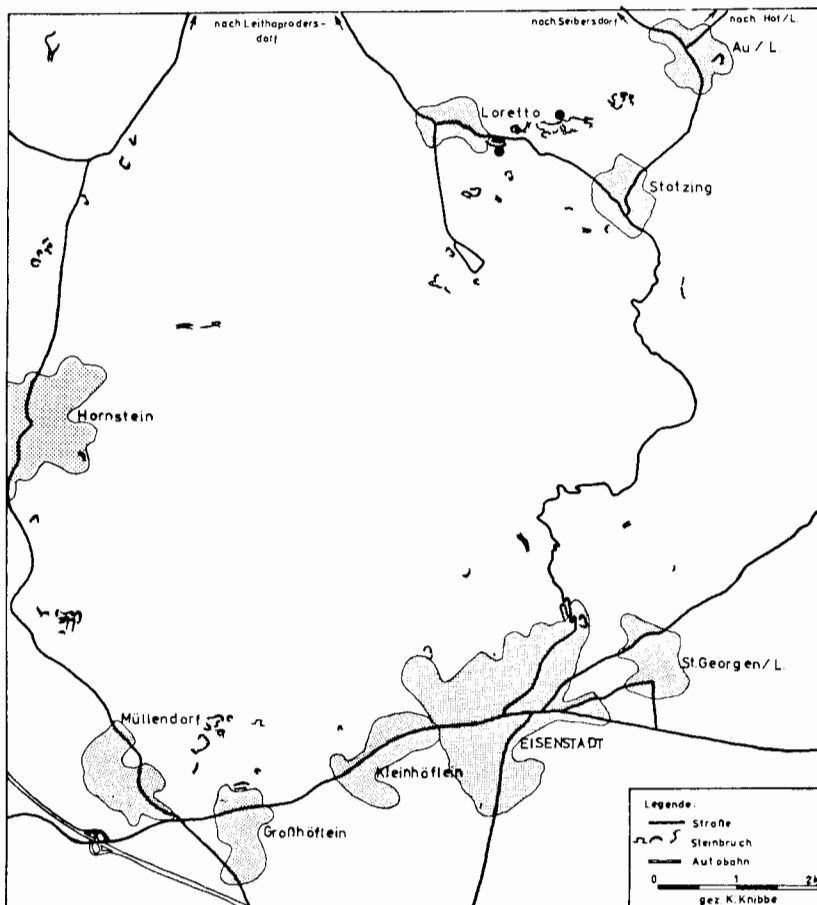 nach Leithaproders-
dorf
nach Seibersdorf
nach Hof/L.
Au/L.
Loretto
Stotzing
Hornstein
St.Georgen/L.
Müllendorf
EISENSTADT
Kleinhöflein
Großhöflein
Legende:
Straße
Steinbruch
Autobahn
0 1 2k
gez. K. Knibbe